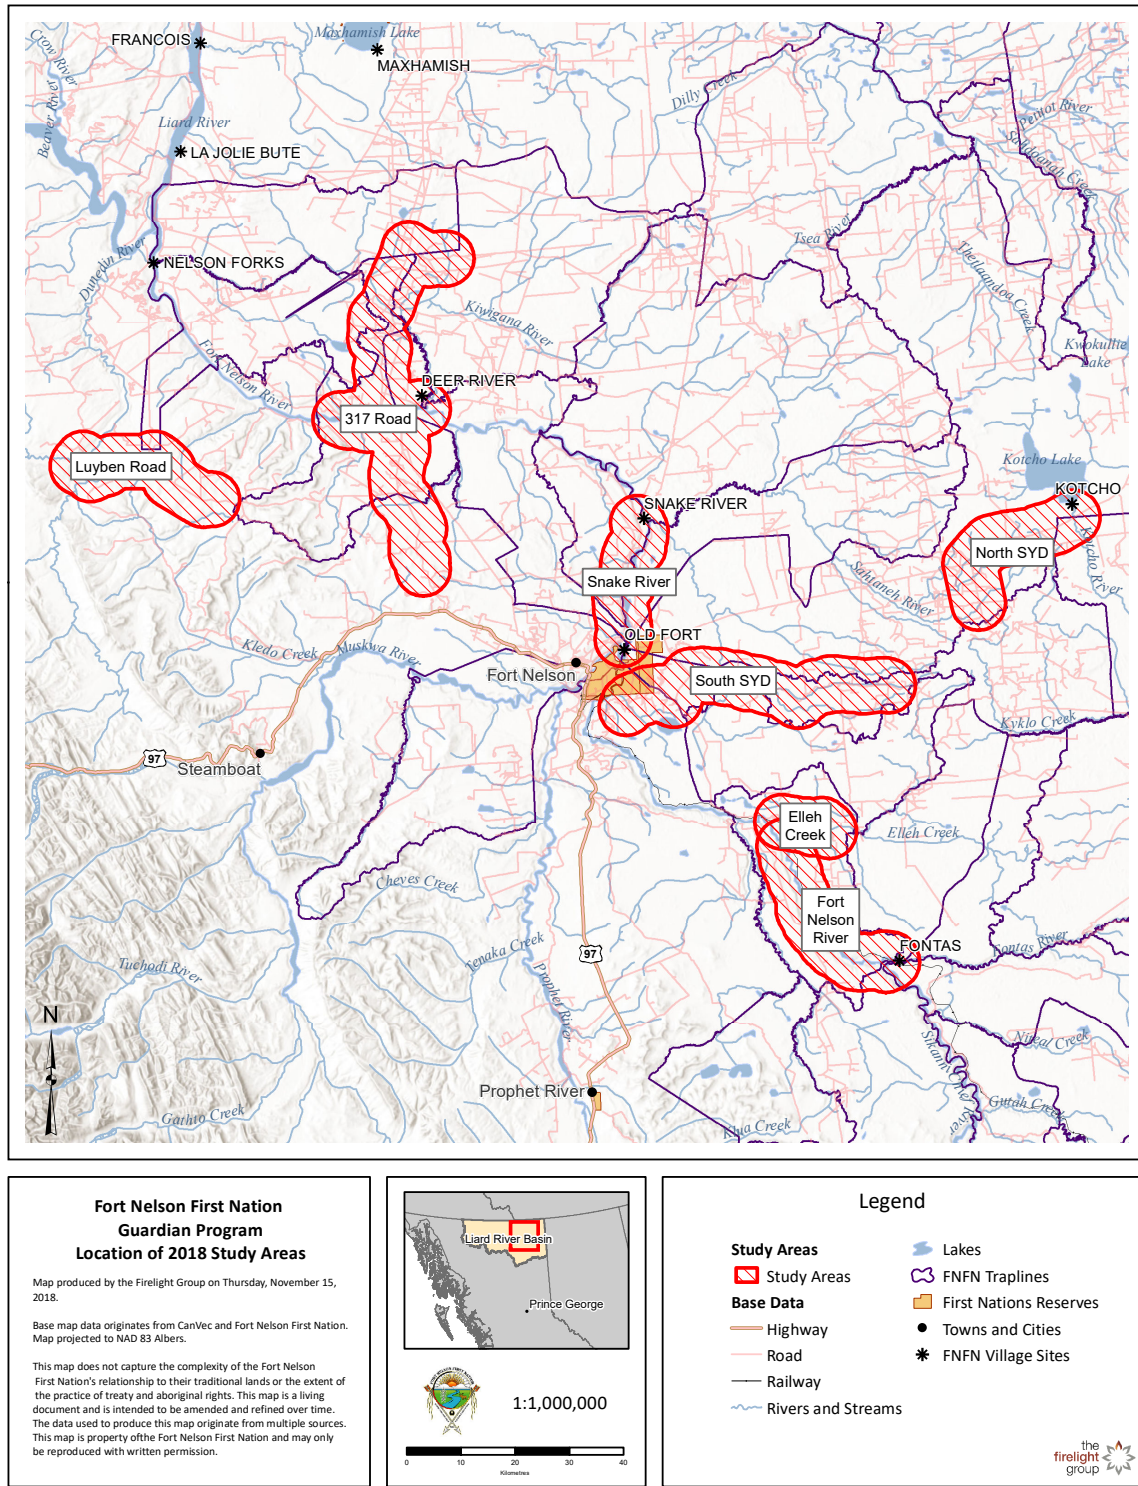 FRANCOIS
Maxhamish Lake
MAXHAMISH
Crow River
Beaver River
Liard River
LA JOLIE BUTE
Dilly Creek
Petitot River
Sahdoanah Creek
Dunedin River
NELSON FORKS
Tsea River
Thetlaandoa Creek
Kiwigana River
Kwokullie
Lake
Fort Nelson River
DEER RIVER
317 Road
Luyben Road
Kotcho Lake
KOTCHO
SNAKE RIVER
North SYD
Kotcho River
Snake River
Sahtaneh River
OLD FORT
Kledo Creek
Muskwa River
Fort Nelson
South SYD
Kyklo Creek
97
Steamboat
Elleh
Creek
Elleh Creek
Cheves Creek
Fort
Nelson
River
FONTAS
Fontas River
Tenaka Creek
97
Tuchodi River
Prophet River
N
Sikanni Chief River
Niteal Creek
Prophet River
Gutah Creek
Gathto Creek
Klua Creek
Fort Nelson First Nation
Guardian Program
Location of 2018 Study Areas
Map produced by the Firelight Group on Thursday, November 15,
2018.
Base map data originates from CanVec and Fort Nelson First Nation.
Map projected to NAD 83 Albers.
This map does not capture the complexity of the Fort Nelson
First Nation's relationship to their traditional lands or the extent of
the practice of treaty and aboriginal rights. This map is a living
document and is intended to be amended and refined over time.
The data used to produce this map originate from multiple sources.
This map is property ofthe Fort Nelson First Nation and may only
be reproduced with written permission.
Liard River Basin
Prince George
1:1,000,000
0 10 20 30 40
Kilometres
Legend
Study Areas
Study Areas
Base Data
Highway
Road
Railway
Rivers and Streams
Lakes
FNFN Traplines
First Nations Reserves
Towns and Cities
FNFN Village Sites
the
firelight
group